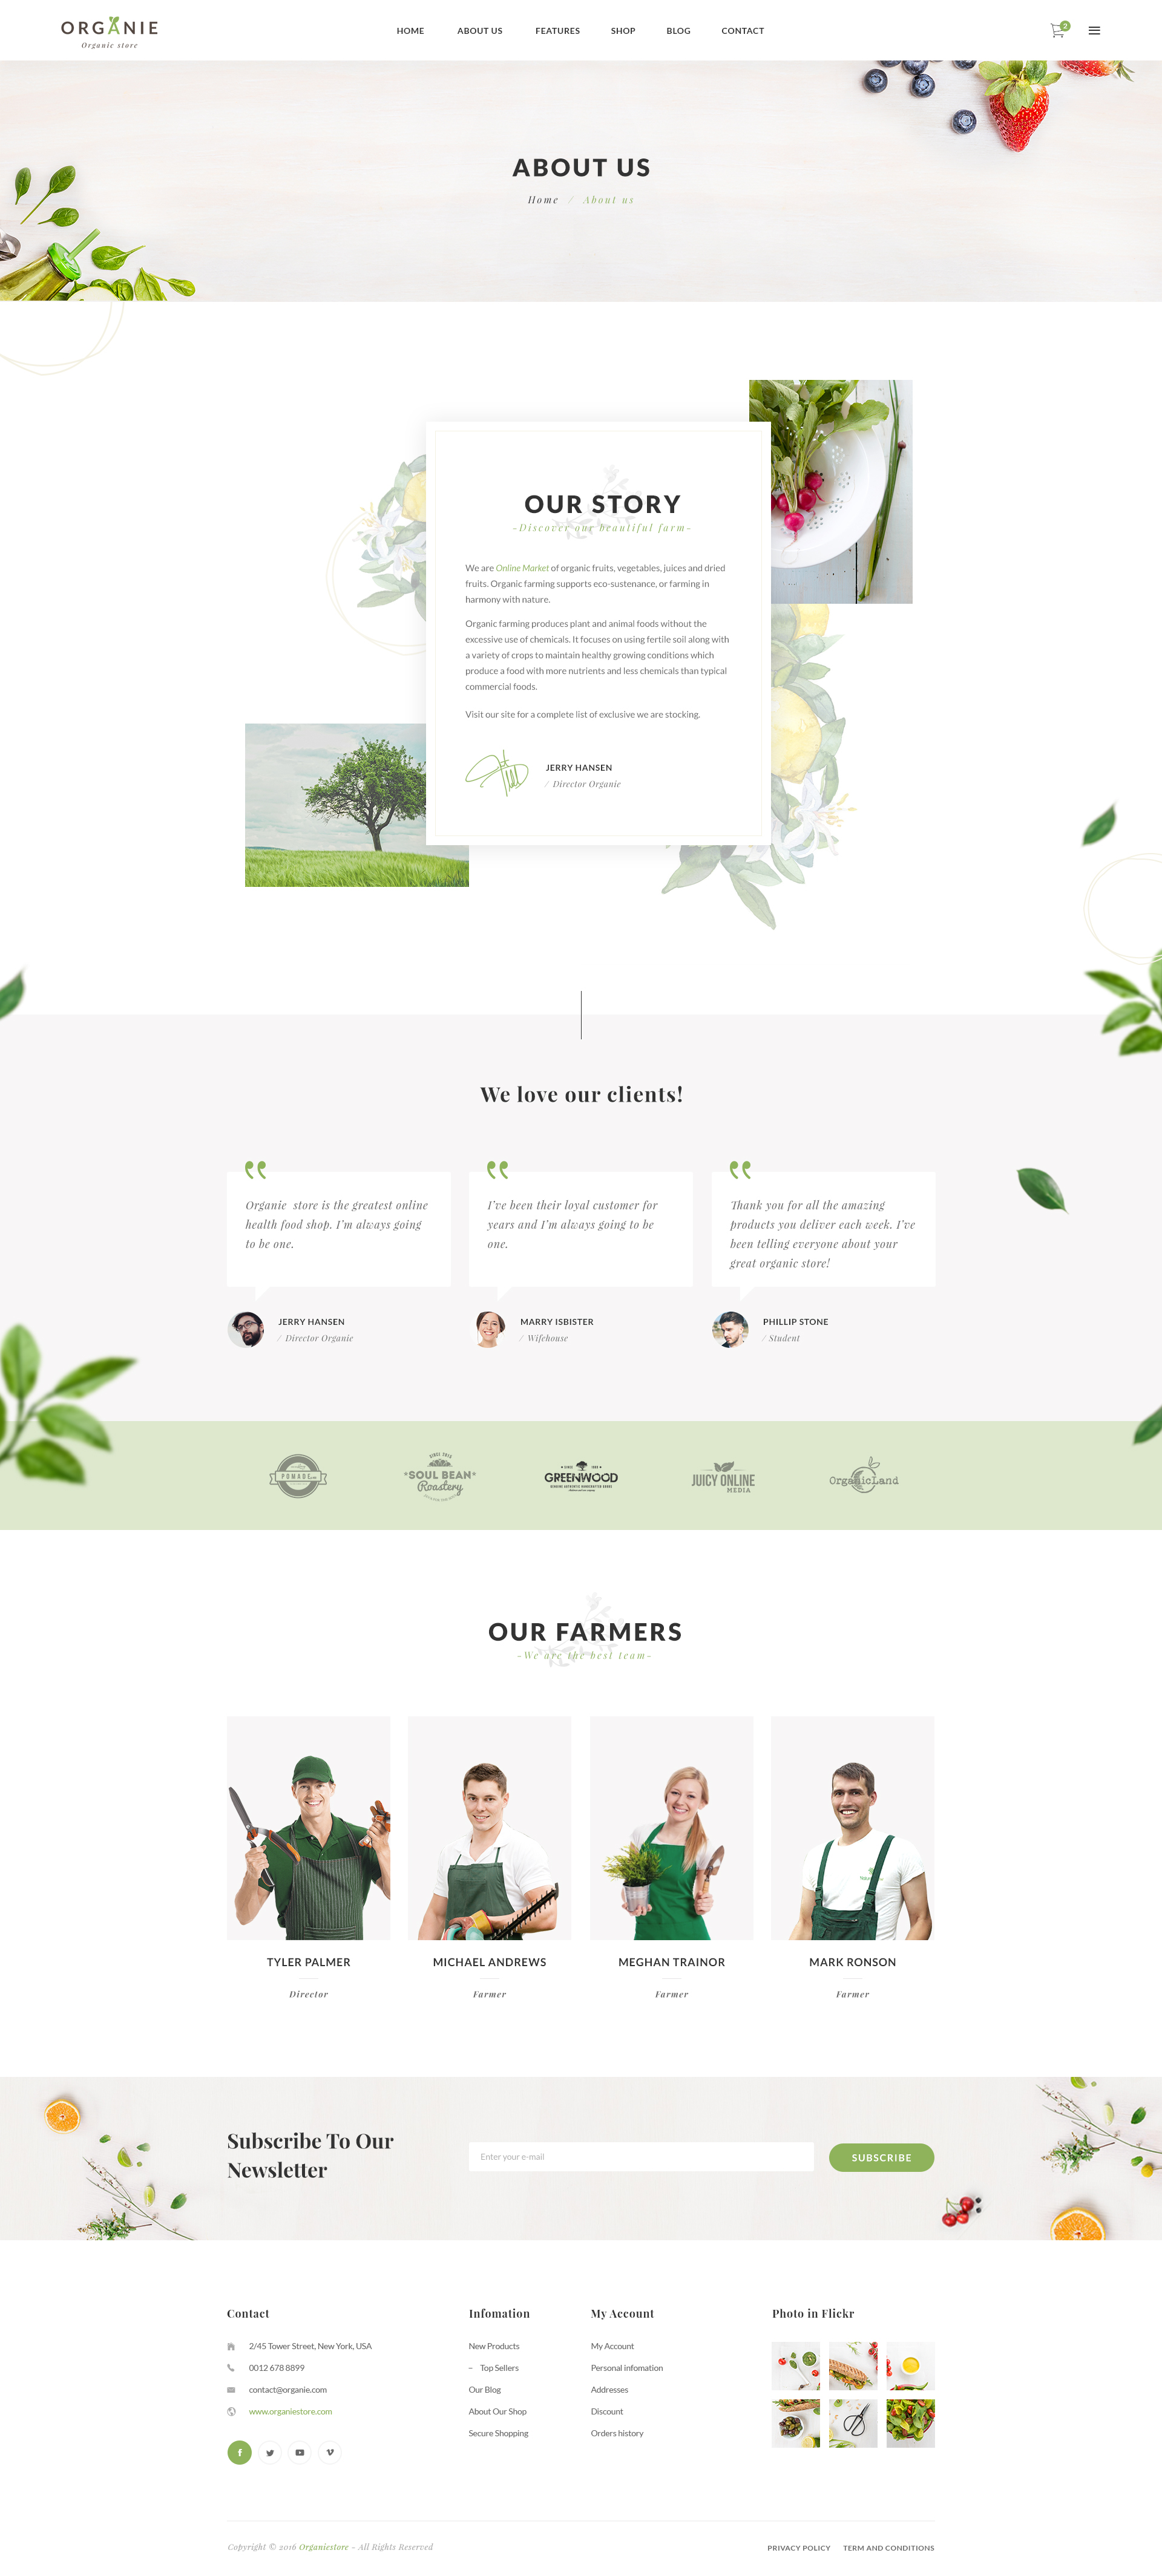 ORGANIE
Organic store
HOME ABOUT US FEATURES SHOP BLOG CONTACT
2
ABOUT US
Home / About us
OUR STORY
-Discover our beautiful farm-
We are Online Market of organic fruits, vegetables, juices and dried
fruits. Organic farming supports eco-sustenance, or farming in
harmony with nature.
Organic farming produces plant and animal foods without the
excessive use of chemicals. It focuses on using fertile soil along with
a variety of crops to maintain healthy growing conditions which
produce a food with more nutrients and less chemicals than typical
commercial foods.
Visit our site for a complete list of exclusive we are stocking.
JERRY HANSEN
/ Director Organie
We love our clients!
Organie store is the greatest online
health food shop. I'm always going
to be one.
JERRY HANSEN
/ Director Organie
I've been their loyal customer for
years and I'm always going to be
one.
MARRY ISBISTER
/ Wifehouse
Thank you for all the amazing
products you deliver each week. I've
been telling everyone about your
great organic store!
PHILLIP STONE
/ Student
POMADE
SINCE 2015
SOUL BEAN
Roastery
GREENWOOD
JUICY ONLINE
MEDIA
OrganicLand
OUR FARMERS
-We are the best team-
TYLER PALMER
Director
MICHAEL ANDREWS
Farmer
MEGHAN TRAINOR
Farmer
MARK RONSON
Farmer
Subscribe To Our
Newsletter
Enter your e-mail
SUBSCRIBE
Contact
2/45 Tower Street, New York, USA
0012 678 8899
contact@organie.com
www.organiestore.com
Infomation
New Products
– Top Sellers
Our Blog
About Our Shop
Secure Shopping
My Account
My Account
Personal infomation
Addresses
Discount
Orders history
Photo in Flickr
Copyright © 2016 Organiestore - All Rights Reserved
PRIVACY POLICY TERM AND CONDITIONS